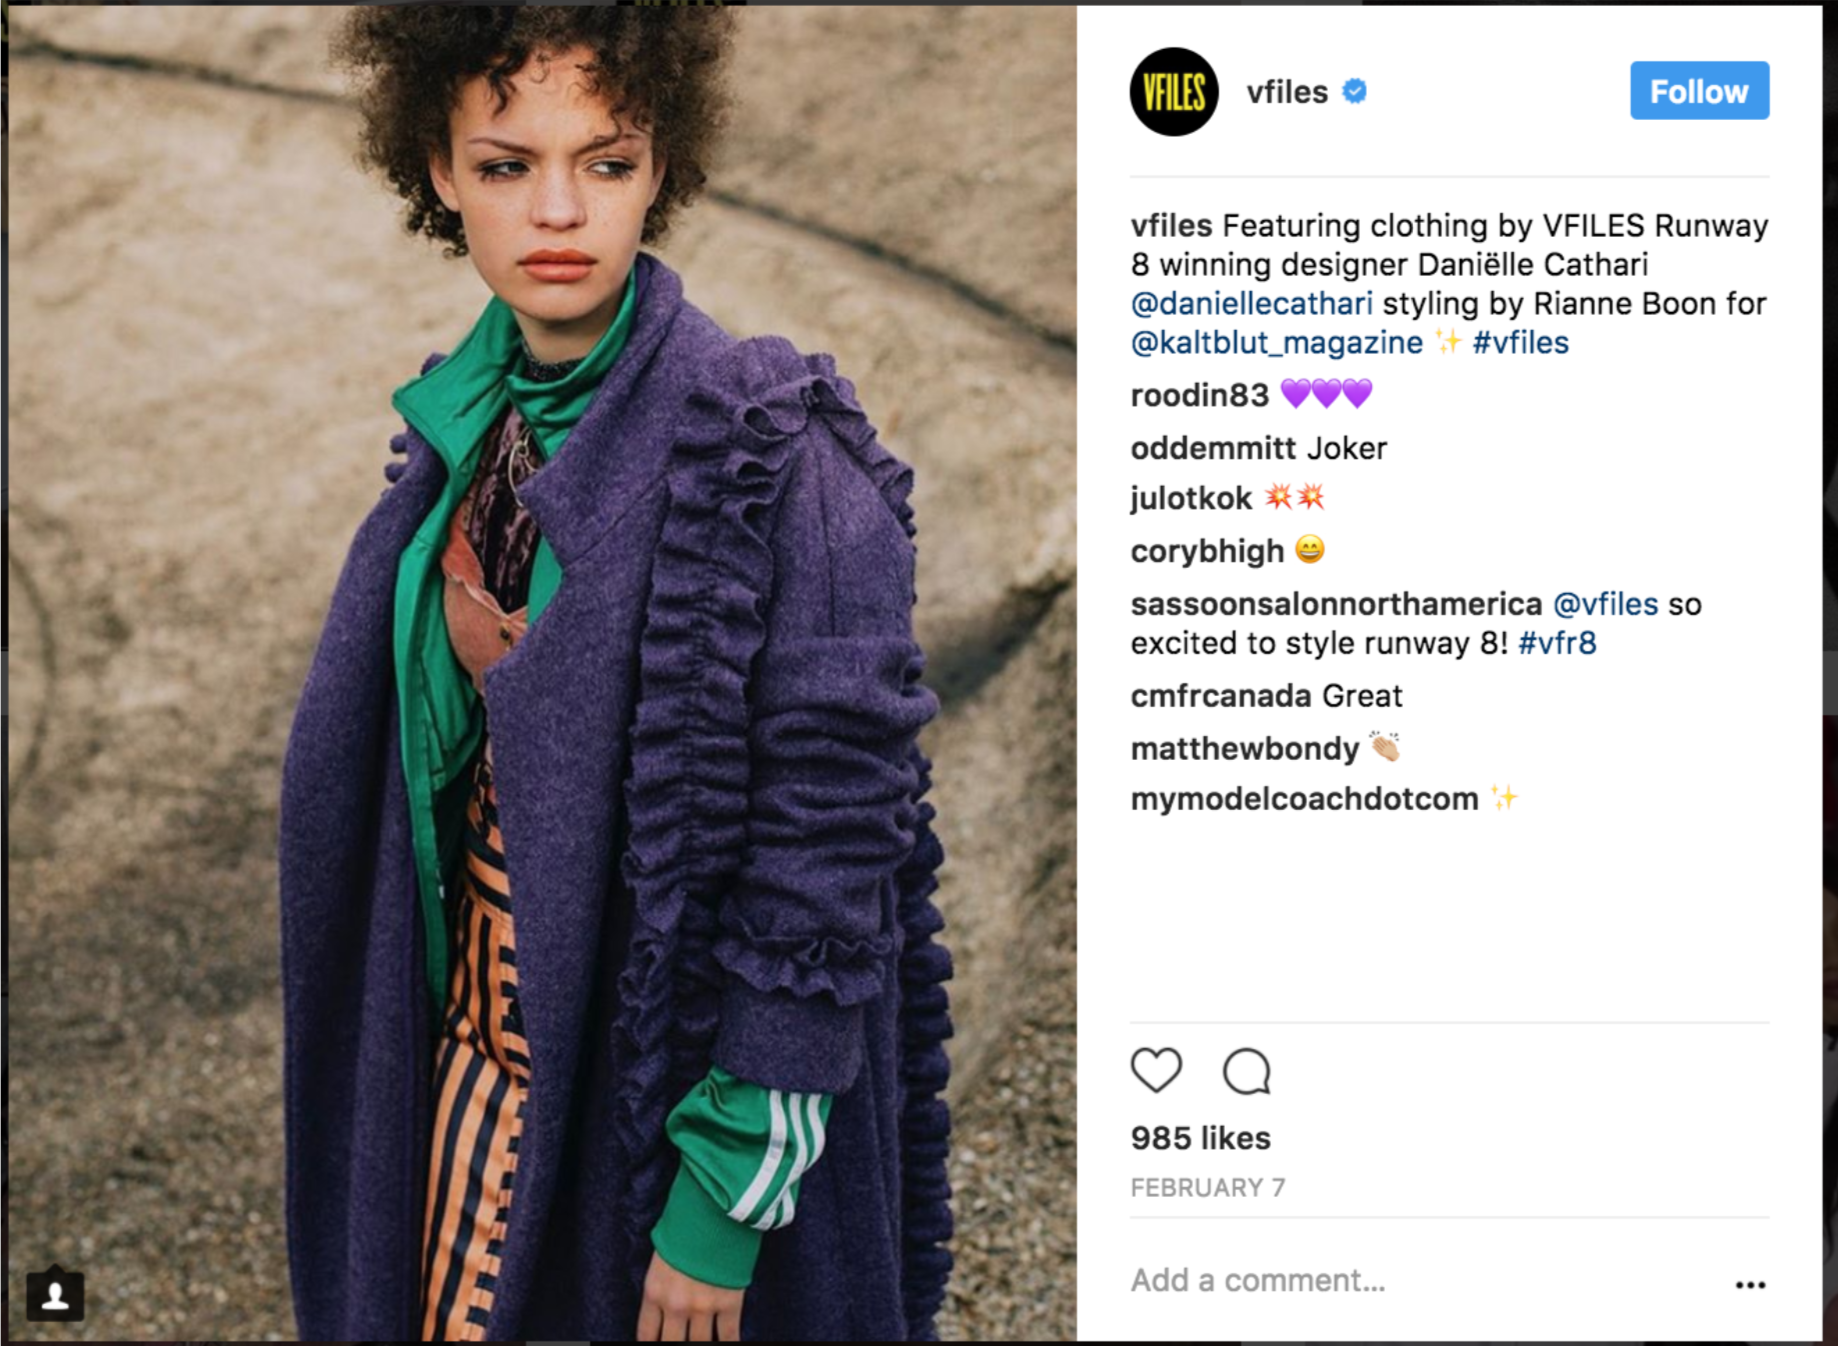 VFILES
vfiles
Follow
vfiles Featuring clothing by VFILES Runway
8 winning designer Daniëlle Cathari
@daniellecathari styling by Rianne Boon for
@kaltblut_magazine ✨ #vfiles
roodin83 💜💜💜
oddemmitt Joker
julotkok 💥💥
corybhigh 😄
sassoonsalonnorthamerica @vfiles so
excited to style runway 8! #vfr8
cmfrcanada Great
matthewbondy 👏🏼
mymodelcoachdotcom ✨
985 likes
FEBRUARY 7
Add a comment...